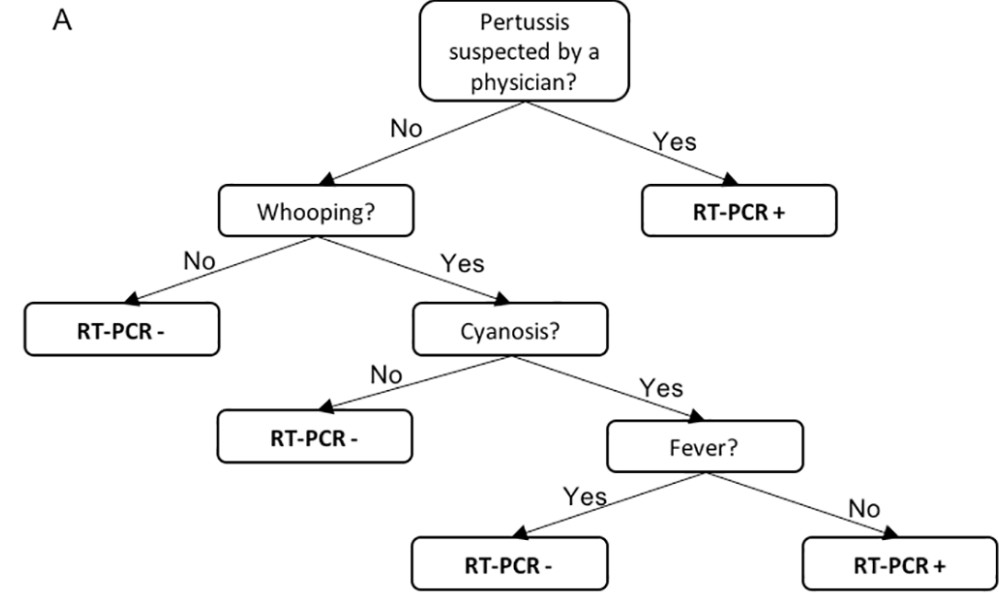 A
Pertussis
suspected by a
physician?
No
Yes
Whooping?
RT-PCR +
No
Yes
RT-PCR -
Cyanosis?
No
Yes
RT-PCR -
Fever?
Yes
No
RT-PCR -
RT-PCR +